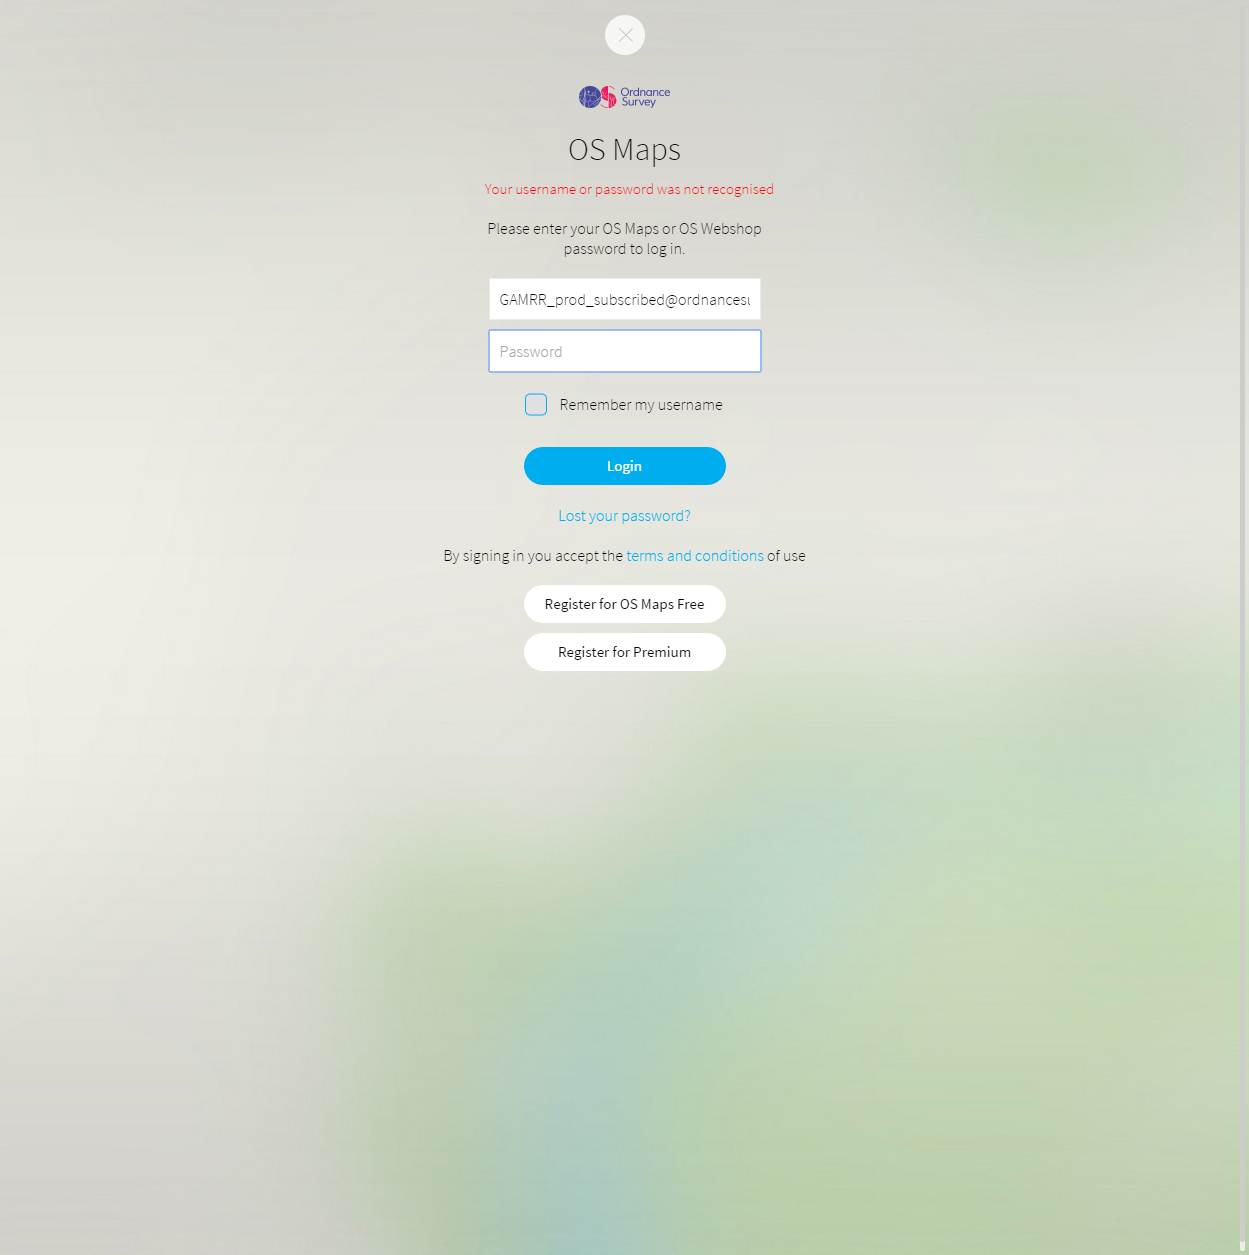 Ordnance
Survey
OS Maps
Your username or password was not recognised
Please enter your OS Maps or OS Webshop
password to log in.
GAMRR_prod_subscribed@ordnancesu
Password
Remember my username
Login
Lost your password?
By signing in you accept the terms and conditions of use
Register for OS Maps Free
Register for Premium